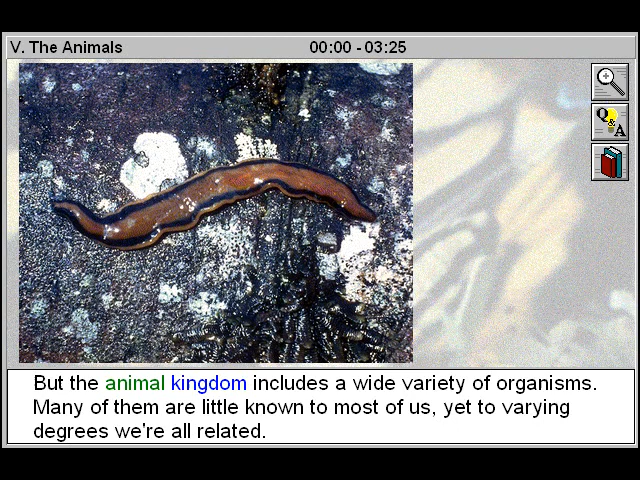 V. The Animals 00:00 - 03:25
Q
&
A
But the animal kingdom includes a wide variety of organisms.
Many of them are little known to most of us, yet to varying
degrees we're all related.